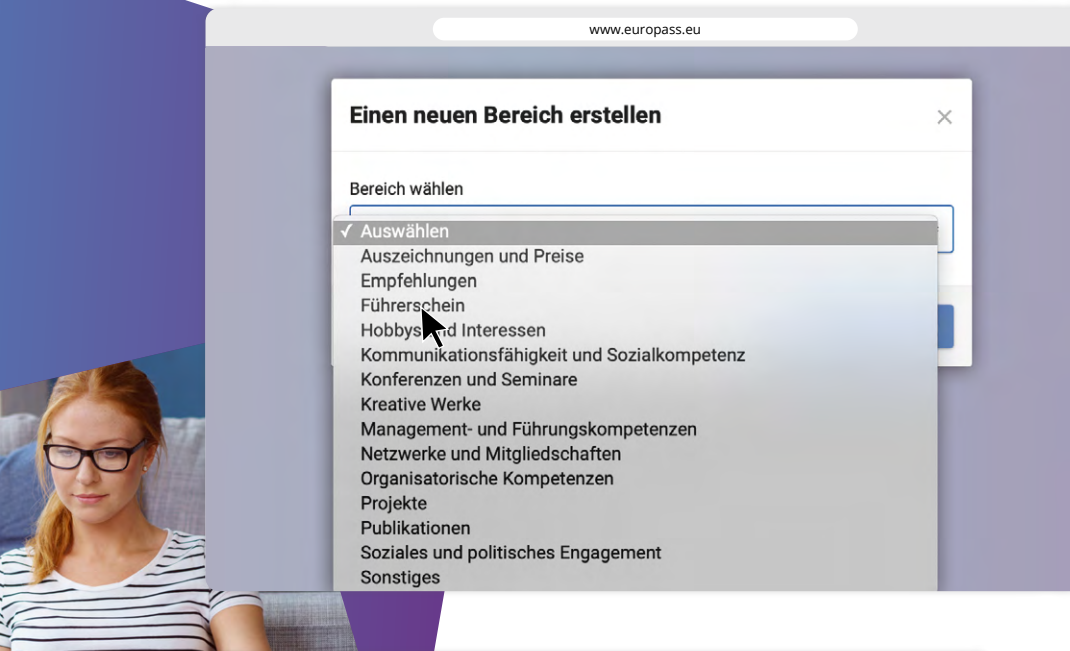 www.europass.eu
Einen neuen Bereich erstellen
Bereich wählen
✓ Auswählen
Auszeichnungen und Preise
Empfehlungen
Führerschein
Hobbys und Interessen
Kommunikationsfähigkeit und Sozialkompetenz
Konferenzen und Seminare
Kreative Werke
Management- und Führungskompetenzen
Netzwerke und Mitgliedschaften
Organisatorische Kompetenzen
Projekte
Publikationen
Soziales und politisches Engagement
Sonstiges